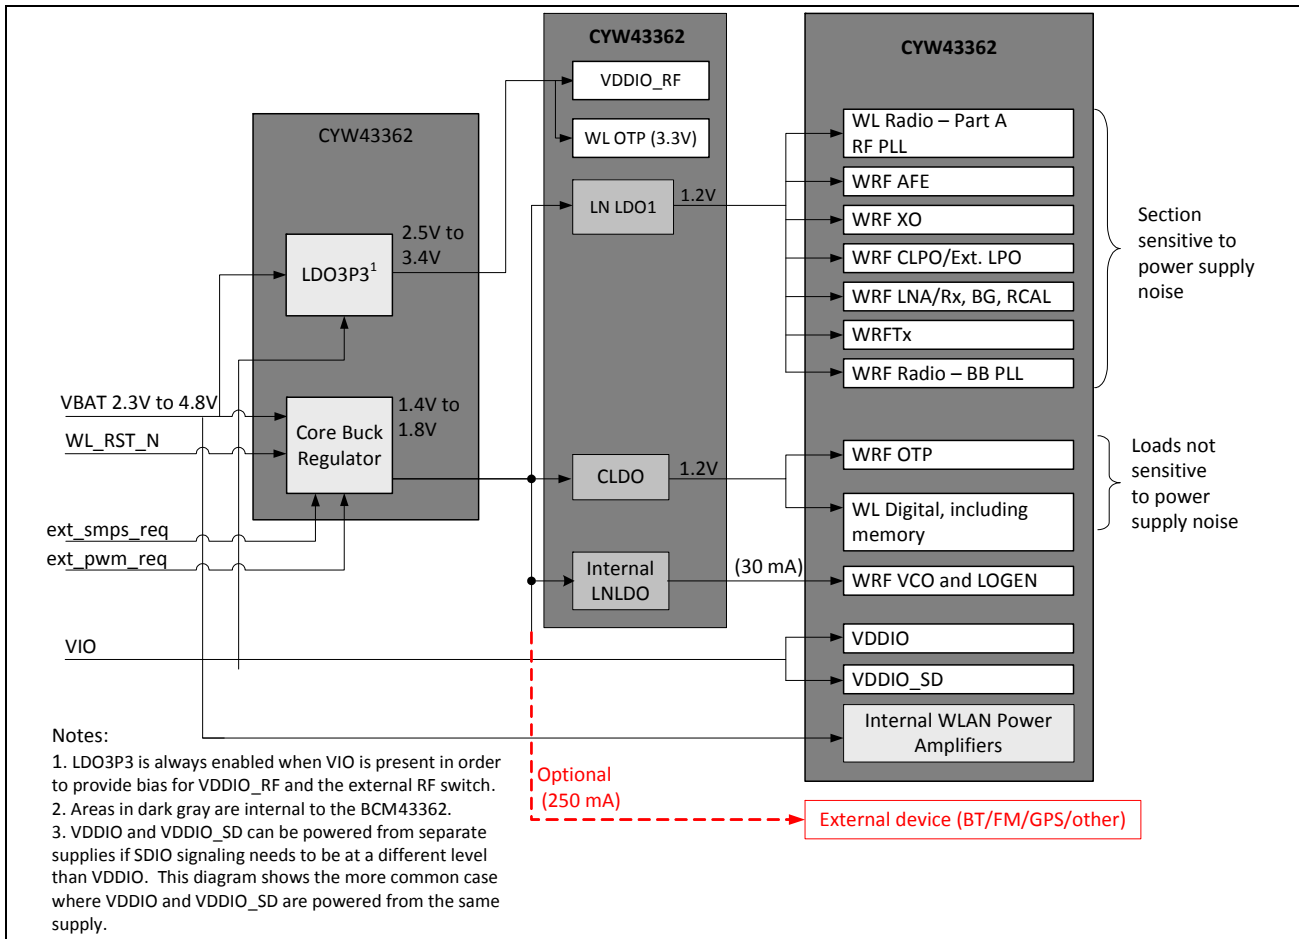 CYW43362
LDO3P31
2.5V to
3.4V
Core Buck
Regulator
1.4V to
1.8V
VBAT 2.3V to 4.8V
WL_RST_N
ext_smps_req
ext_pwm_req
VIO
CYW43362
VDDIO_RF
WL OTP (3.3V)
LN LDO1
1.2V
CLDO
1.2V
Internal
LNLDO
(30 mA)
CYW43362
WL Radio – Part A
RF PLL
WRF AFE
WRF XO
WRF CLPO/Ext. LPO
WRF LNA/Rx, BG, RCAL
WRFTx
WRF Radio – BB PLL
Section
sensitive to
power supply
noise
WRF OTP
WL Digital, including
memory
Loads not
sensitive
to power
supply noise
WRF VCO and LOGEN
VDDIO
VDDIO_SD
Internal WLAN Power
Amplifiers
Optional
(250 mA)
External device (BT/FM/GPS/other)
Notes:
1. LDO3P3 is always enabled when VIO is present in order
to provide bias for VDDIO_RF and the external RF switch.
2. Areas in dark gray are internal to the BCM43362.
3. VDDIO and VDDIO_SD can be powered from separate
supplies if SDIO signaling needs to be at a different level
than VDDIO. This diagram shows the more common case
where VDDIO and VDDIO_SD are powered from the same
supply.